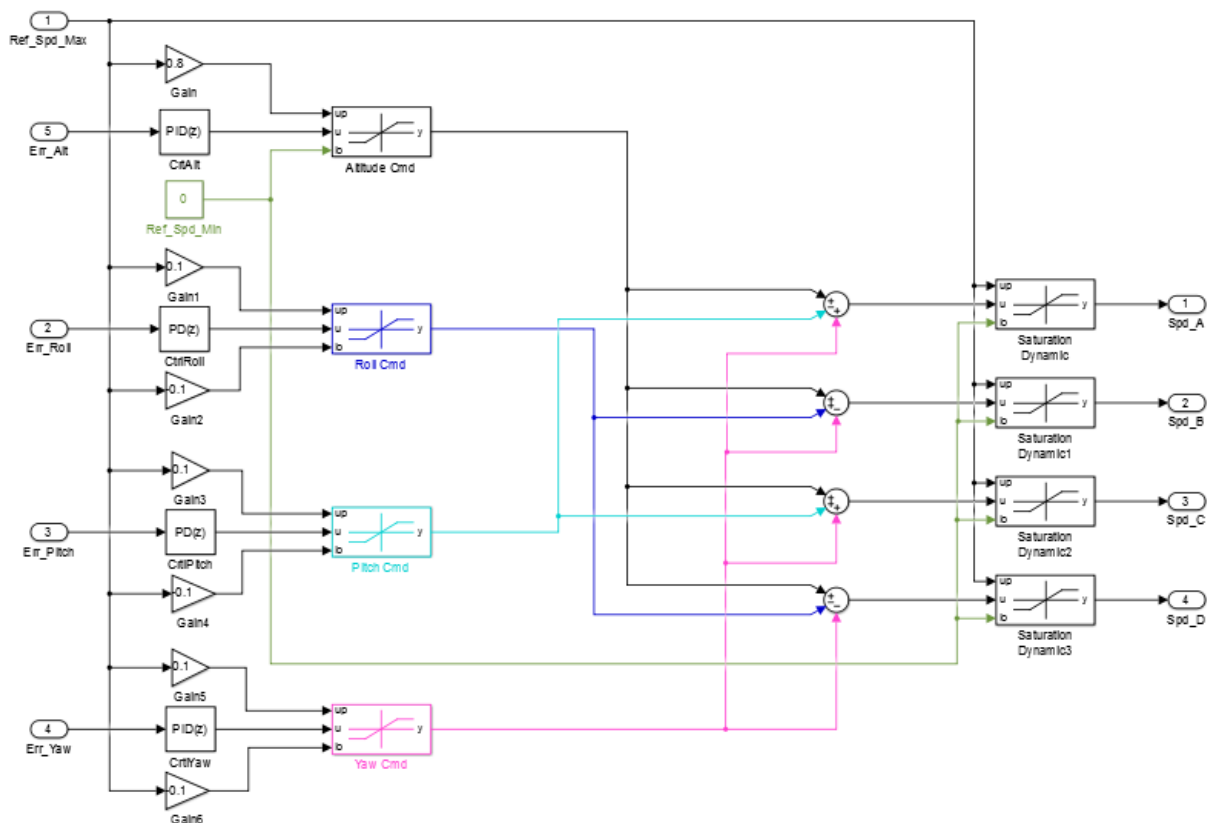 1
Ref_Spd_Max
0.8
Gain
5
Err_Alt
PID(z)
CrtAlt
up
u
lo
y
Altitude Cmd
0
Ref_Spd_Min
0.1
Gain1
2
Err_Roll
PD(z)
CtrlRoll
-0.1
Gain2
up
u
lo
y
Roll Cmd
0.1
Gain3
3
Err_Pitch
PD(z)
CrtlPitch
-0.1
Gain4
up
u
lo
y
Pitch Cmd
0.1
Gain5
4
Err_Yaw
PID(z)
CrtlYaw
-0.1
Gain6
up
u
lo
y
Yaw Cmd
+
-
+
up
u
lo
y
Saturation
Dynamic
1
Spd_A
+
+
-
up
u
lo
y
Saturation
Dynamic1
2
Spd_B
+
+
+
up
u
lo
y
Saturation
Dynamic2
3
Spd_C
+
-
-
up
u
lo
y
Saturation
Dynamic3
4
Spd_D